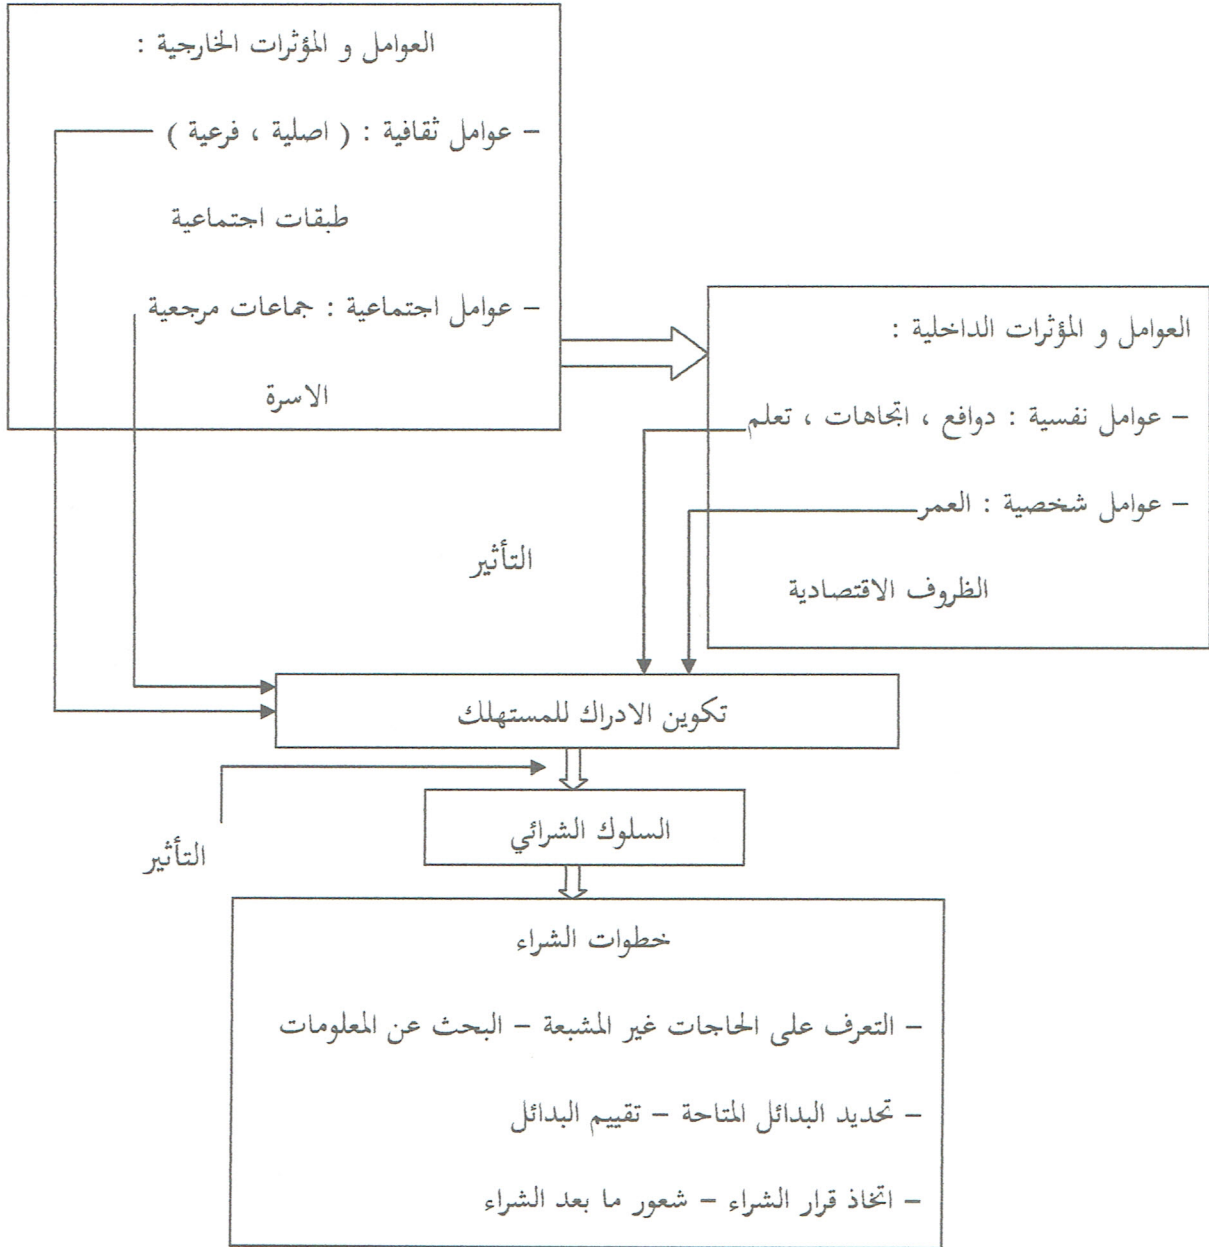 العوامل و المؤثرات الخارجية :
– عوامل ثقافية : ( اصلية ، فرعية )
طبقات اجتماعية
– عوامل اجتماعية : جماعات مرجعية
الاسرة
العوامل و المؤثرات الداخلية :
– عوامل نفسية : دوافع ، اتجاهات ، تعلم
– عوامل شخصية : العمر
الظروف الاقتصادية
التأثير
تكوين الادراك للمستهلك
السلوك الشرائي
التأثير
خطوات الشراء
– التعرف على الحاجات غير المشبعة – البحث عن المعلومات
– تحديد البدائل المتاحة – تقييم البدائل
– اتخاذ قرار الشراء – شعور ما بعد الشراء